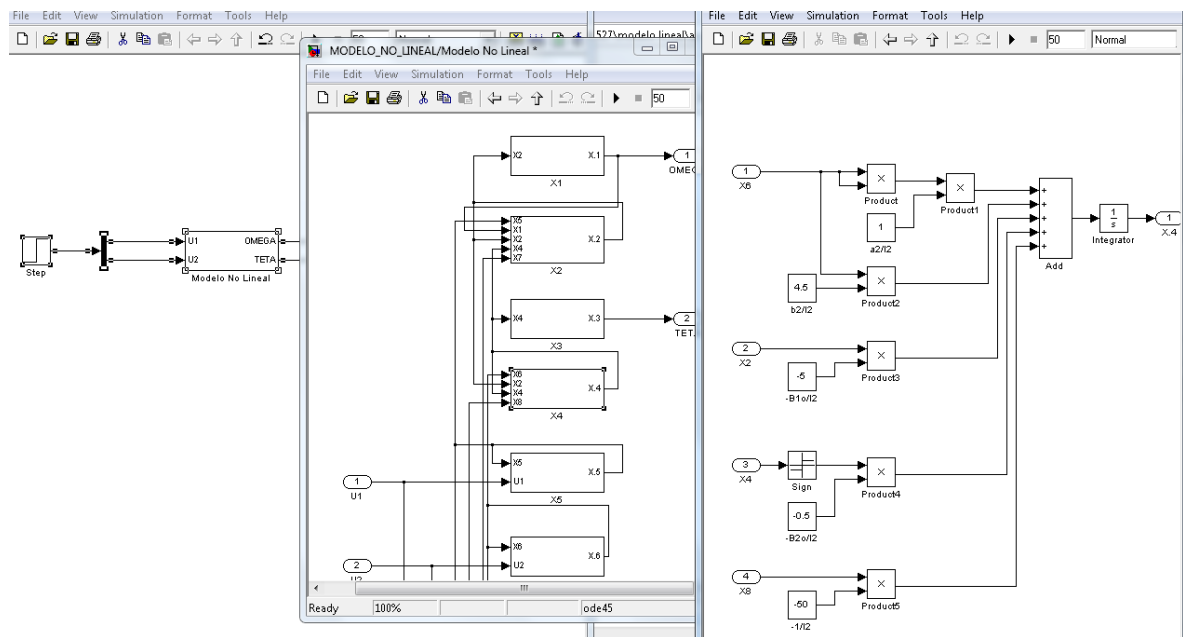 File Edit View Simulation Format Tools Help
50
Step
U1
U2
OMEGA
TETA
Modelo No Lineal
527\modelo lineal\a
MODELO_NO_LINEAL/Modelo No Lineal *
File Edit View Simulation Format Tools Help
50
X2 X.1
X1
1
OMEG
X5
X1
X2
X4
X7
X.2
X2
X4 X.3
X3
2
TET
X6
X2
X4
X8
X.4
X4
1
U1
X5
U1
X.5
X5
2
U2
X6
U2
X.6
Ready 100% ode45
File Edit View Simulation Format Tools Help
50 Normal
1
X6
×
Product
×
Product1
1
a2/I2
4.5
b2/I2
×
Product2
2
X2
×
Product3
-5
-B1o/I2
3
X4
Sign
×
Product4
-0.5
-B2o/I2
4
X8
×
Product5
-50
-1/I2
+
+
+
+
+
Add
1
s
Integrator
1
X.4